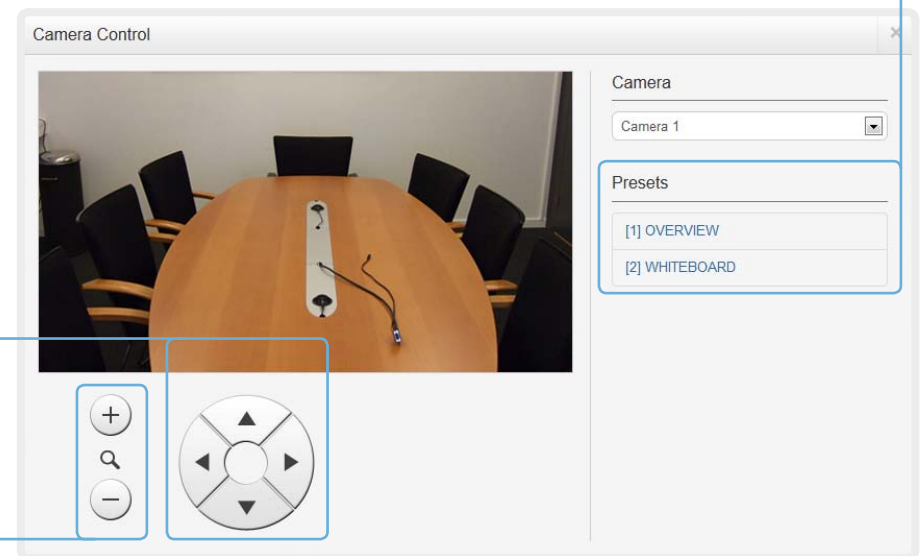 Camera Control
Camera
Camera 1
Presets
[1] OVERVIEW
[2] WHITEBOARD